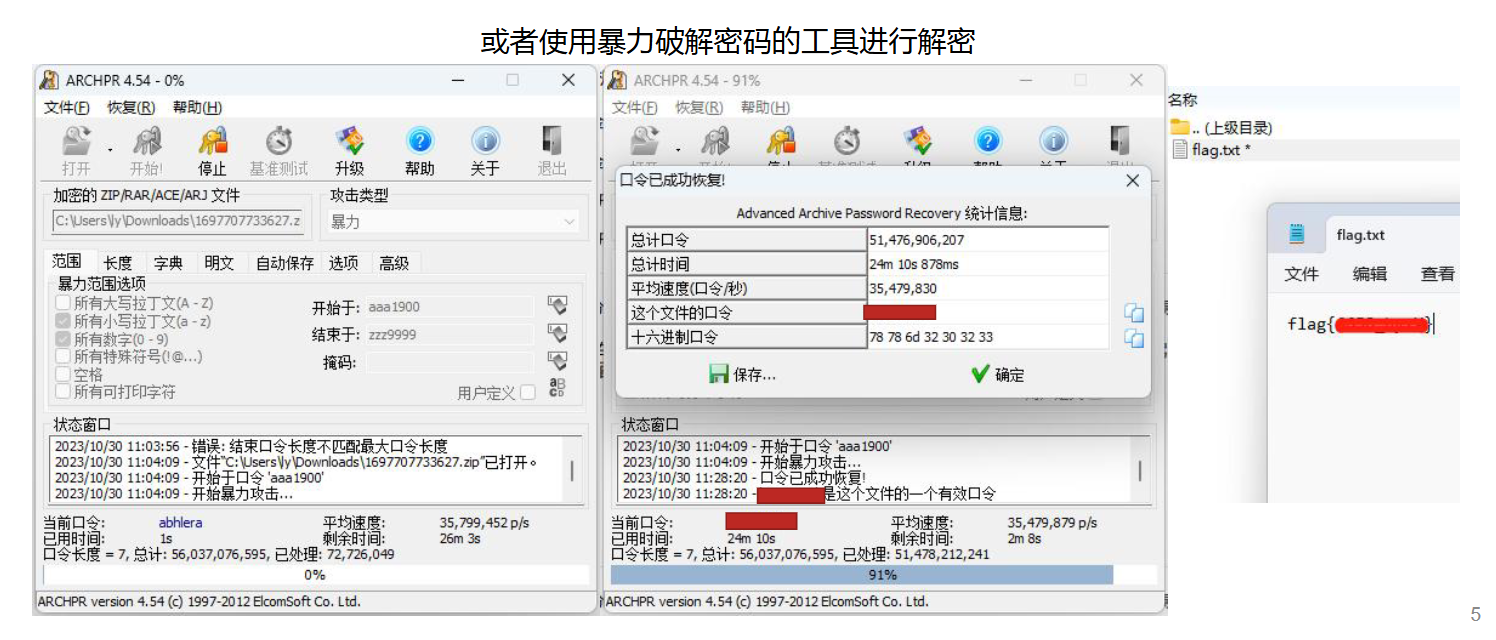 或者使用暴力破解密码的工具进行解密
ARCHPR 4.54 - 0%
文件(F) 恢复(R) 帮助(H)
打开 开始! 停止 基准测试 升级 帮助 关于 退出
加密的 ZIP/RAR/ACE/ARJ 文件 攻击类型
C:\Users\ly\Downloads\1697707733627.z 暴力
范围 长度 字典 明文 自动保存 选项 高级
暴力范围选项
所有大写拉丁文(A - Z)
所有小写拉丁文(a - z)
所有数字(0 - 9)
所有特殊符号(!@...)
空格
所有可打印字符
开始于: aaa1900
结束于: zzz9999
掩码:
用户定义
状态窗口
2023/10/30 11:03:56 - 错误: 结束口令长度不匹配最大口令长度
2023/10/30 11:04:09 - 文件"C:\Users\ly\Downloads\1697707733627.zip"已打开。
2023/10/30 11:04:09 - 开始于口令 'aaa1900'
2023/10/30 11:04:09 - 开始暴力攻击...
当前口令: abhlera 平均速度: 35,799,452 p/s
已用时间: 1s 剩余时间: 26m 3s
口令长度 = 7, 总计: 56,037,076,595, 已处理: 72,726,049
0%
ARCHPR version 4.54 (c) 1997-2012 ElcomSoft Co. Ltd.
ARCHPR 4.54 - 91%
文件(F) 恢复(R) 帮助(H)
口令已成功恢复!
Advanced Archive Password Recovery 统计信息:
总计口令 51,476,906,207
总计时间 24m 10s 878ms
平均速度(口令/秒) 35,479,830
这个文件的口令
十六进制口令 78 78 6d 32 30 32 33
保存... 确定
状态窗口
2023/10/30 11:04:09 - 开始于口令 'aaa1900'
2023/10/30 11:04:09 - 开始暴力攻击...
2023/10/30 11:28:20 - 口令已成功恢复!
2023/10/30 11:28:20 - 是这个文件的一个有效口令
当前口令: 平均速度: 35,479,879 p/s
已用时间: 24m 10s 剩余时间: 2m 8s
口令长度 = 7, 总计: 56,037,076,595, 已处理: 51,478,212,241
91%
ARCHPR version 4.54 (c) 1997-2012 ElcomSoft Co. Ltd.
名称
.. (上级目录)
flag.txt *
flag.txt
文件 编辑 查看
flag{ }
5